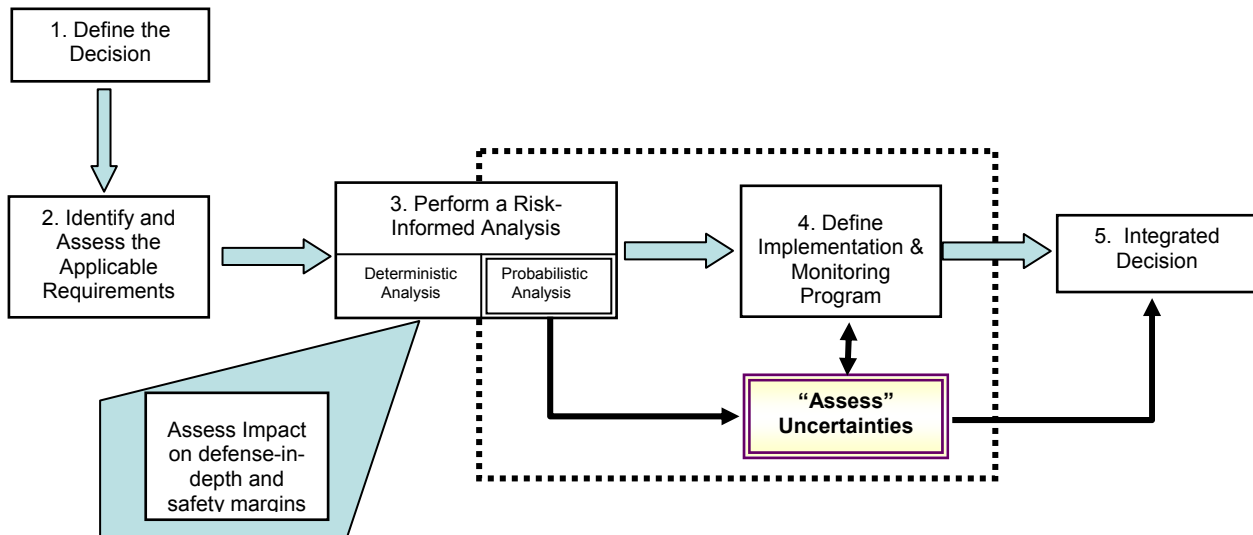 1. Define the
Decision
2. Identify and
Assess the
Applicable
Requirements
3. Perform a Risk-
Informed Analysis
Deterministic
Analysis
Probabilistic
Analysis
4. Define
Implementation &
Monitoring
Program
5. Integrated
Decision
“Assess”
Uncertainties
Assess Impact
on defense-in-
depth and
safety margins